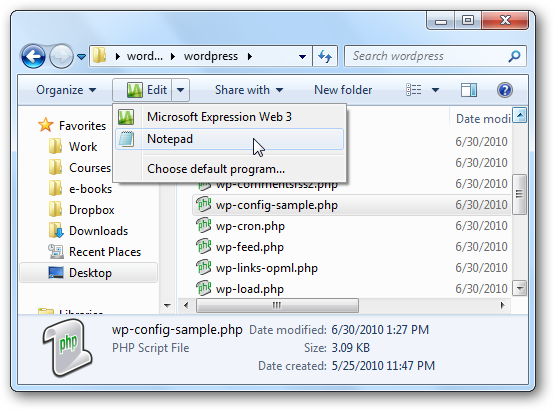 word... ▸ wordpress ▸
Search wordpress
Organize Edit Share with New folder
Microsoft Expression Web 3
Notepad
Choose default program...
Favorites
Work
Courses
e-books
Dropbox
Downloads
Recent Places
Desktop
Libraries
Date modi
6/30/2010
6/30/2010
wp-commentsrss2.php 6/30/2010
wp-config-sample.php 6/30/2010
wp-cron.php 6/30/2010
wp-feed.php 6/30/2010
wp-links-opml.php 6/30/2010
wp-load.php 6/30/2010
php
wp-config-sample.php Date modified: 6/30/2010 1:27 PM
PHP Script File Size: 3.09 KB
Date created: 5/25/2010 11:47 PM